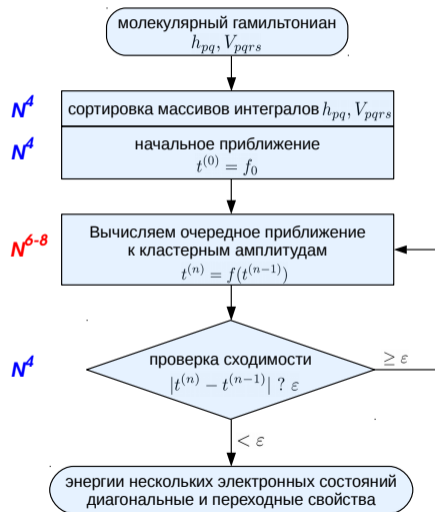 молекулярный гамильтониан
h_{pq}, V_{pqrs}
N^4 сортировка массивов интегралов h_{pq}, V_{pqrs}
N^4 начальное приближение
t^{(0)} = f_0
N^{6-8} Вычисляем очередное приближение
к кластерным амплитудам
t^{(n)} = f(t^{(n-1)})
проверка сходимости ≥ ε
N^4 |t^{(n)} − t^{(n-1)}| ? ε
< ε
энергии нескольких электронных состояний
диагональные и переходные свойства